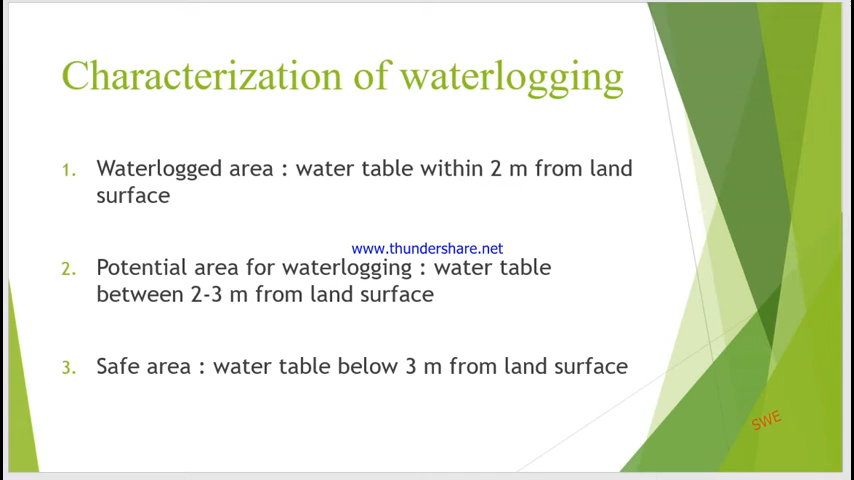 Characterization of waterlogging
1. Waterlogged area : water table within 2 m from land
surface
www.thundershare.net
2. Potential area for waterlogging : water table
between 2-3 m from land surface
3. Safe area : water table below 3 m from land surface
SWE